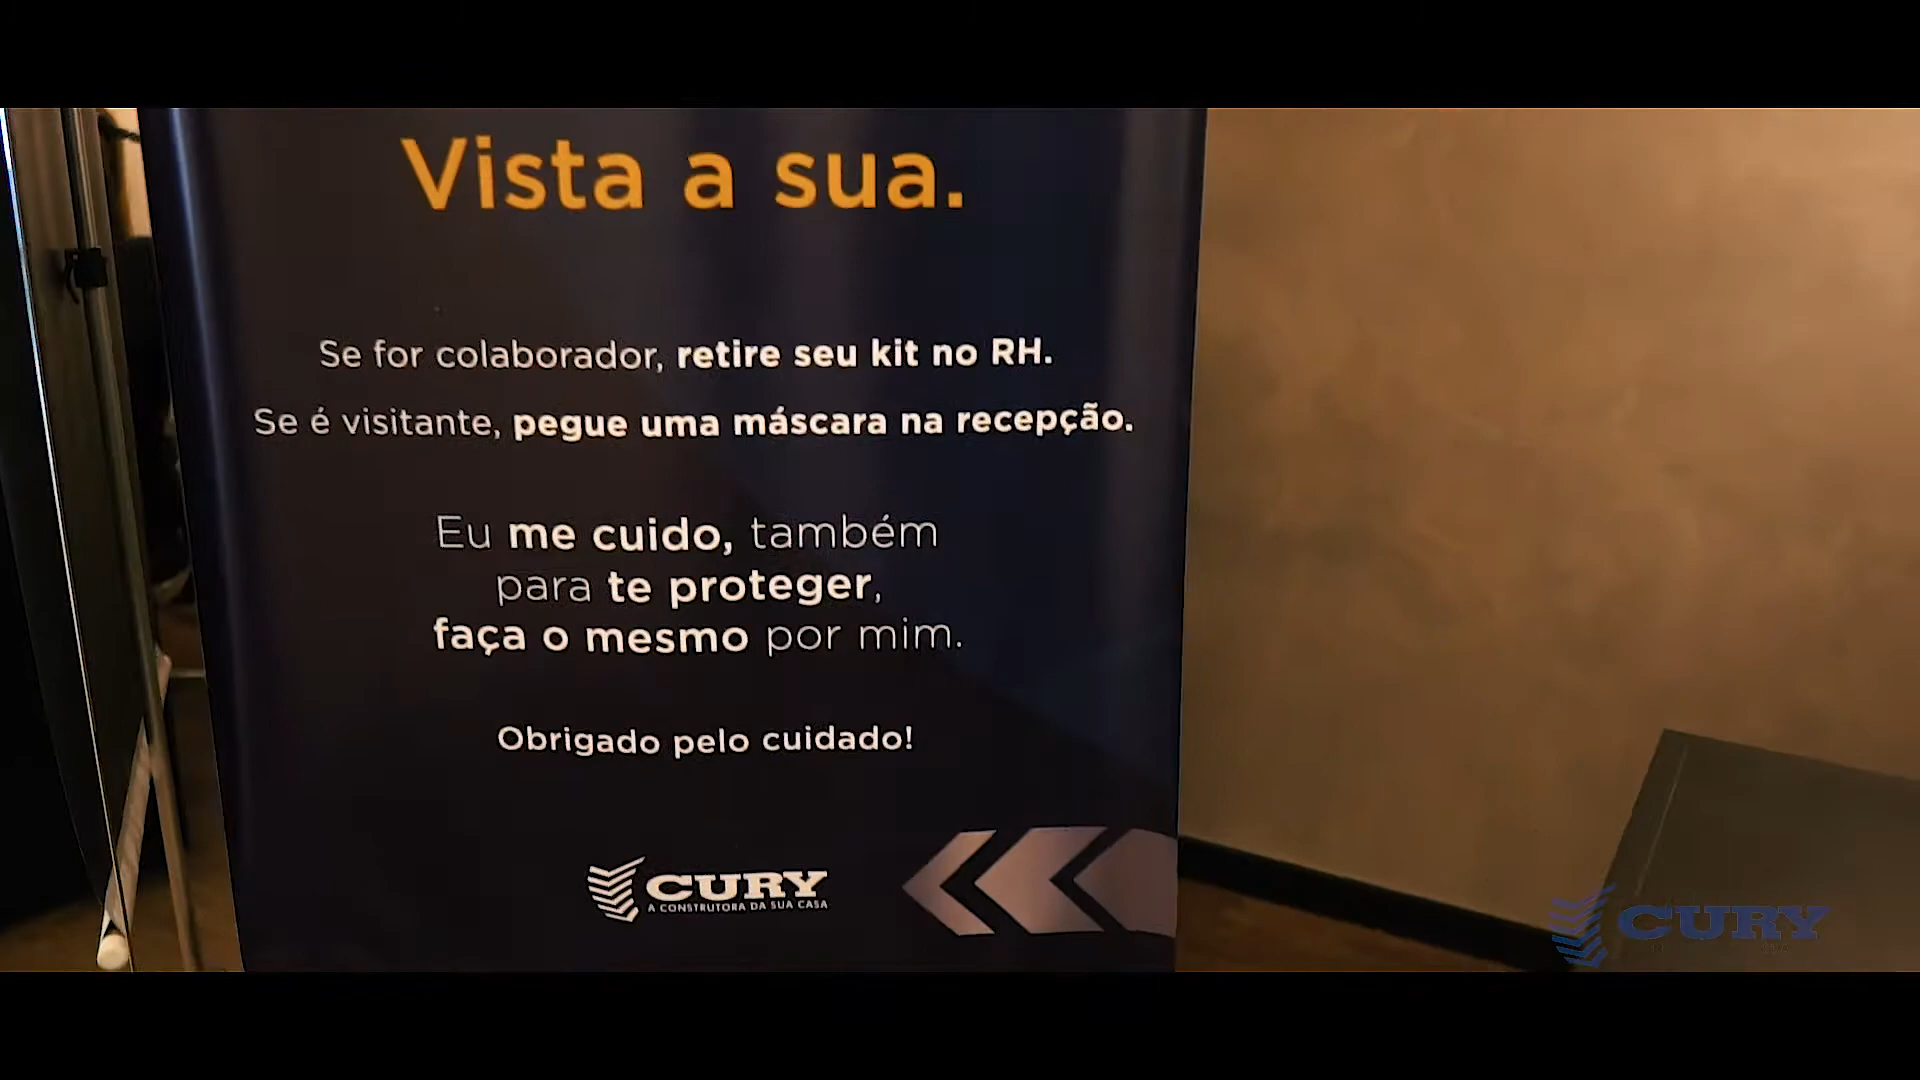 Vista a sua.
Se for colaborador, retire seu kit no RH.
Se é visitante, pegue uma máscara na recepção.
Eu me cuido, também
para te proteger,
faça o mesmo por mim.
Obrigado pelo cuidado!
CURY
A CONSTRUTORA DA SUA CASA
CURY